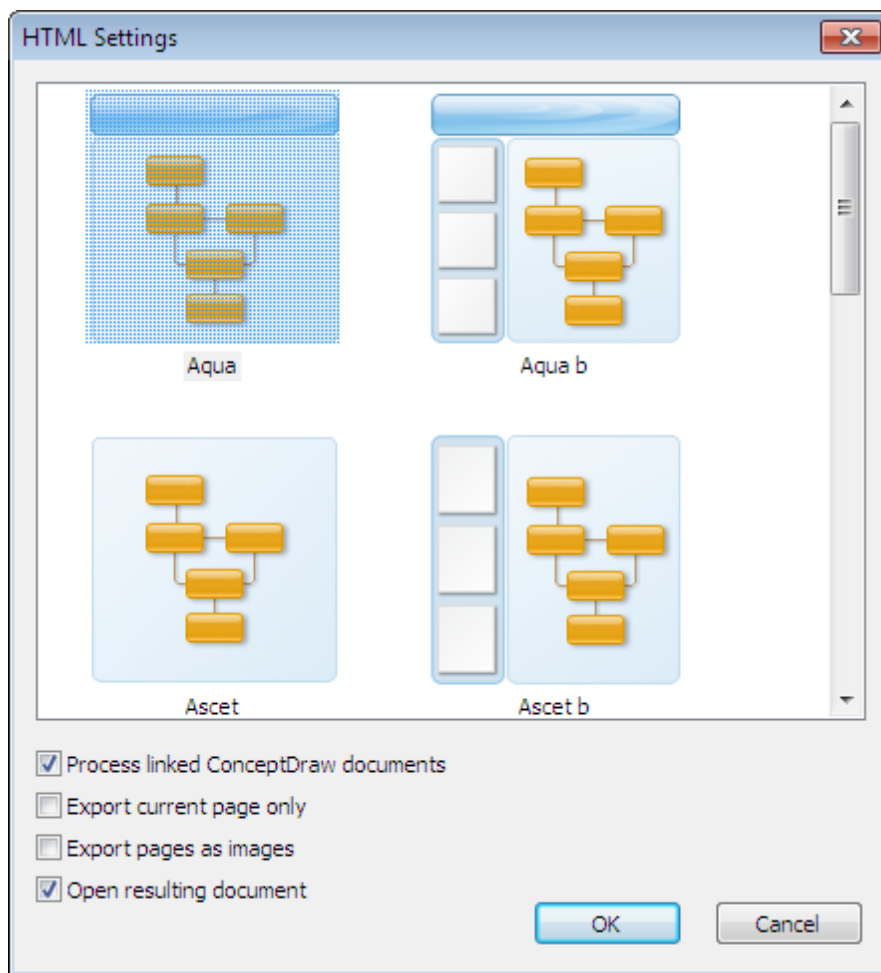 HTML Settings
Aqua
Aqua b
Ascet
Ascet b
Process linked ConceptDraw documents
Export current page only
Export pages as images
Open resulting document
OK
Cancel